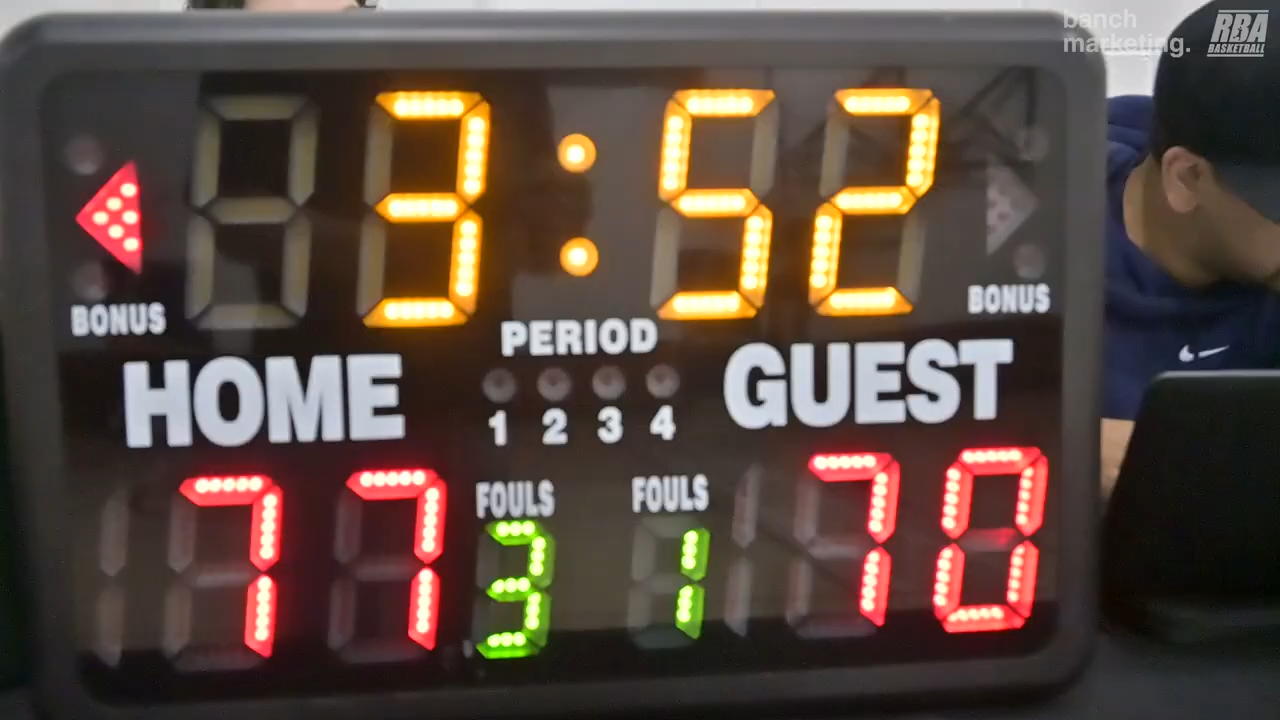 banch
marketing.
RBA
BASKETBALL
3:52
BONUS
BONUS
PERIOD
HOME
GUEST
1 2 3 4
FOULS
FOULS
77
3
1
70